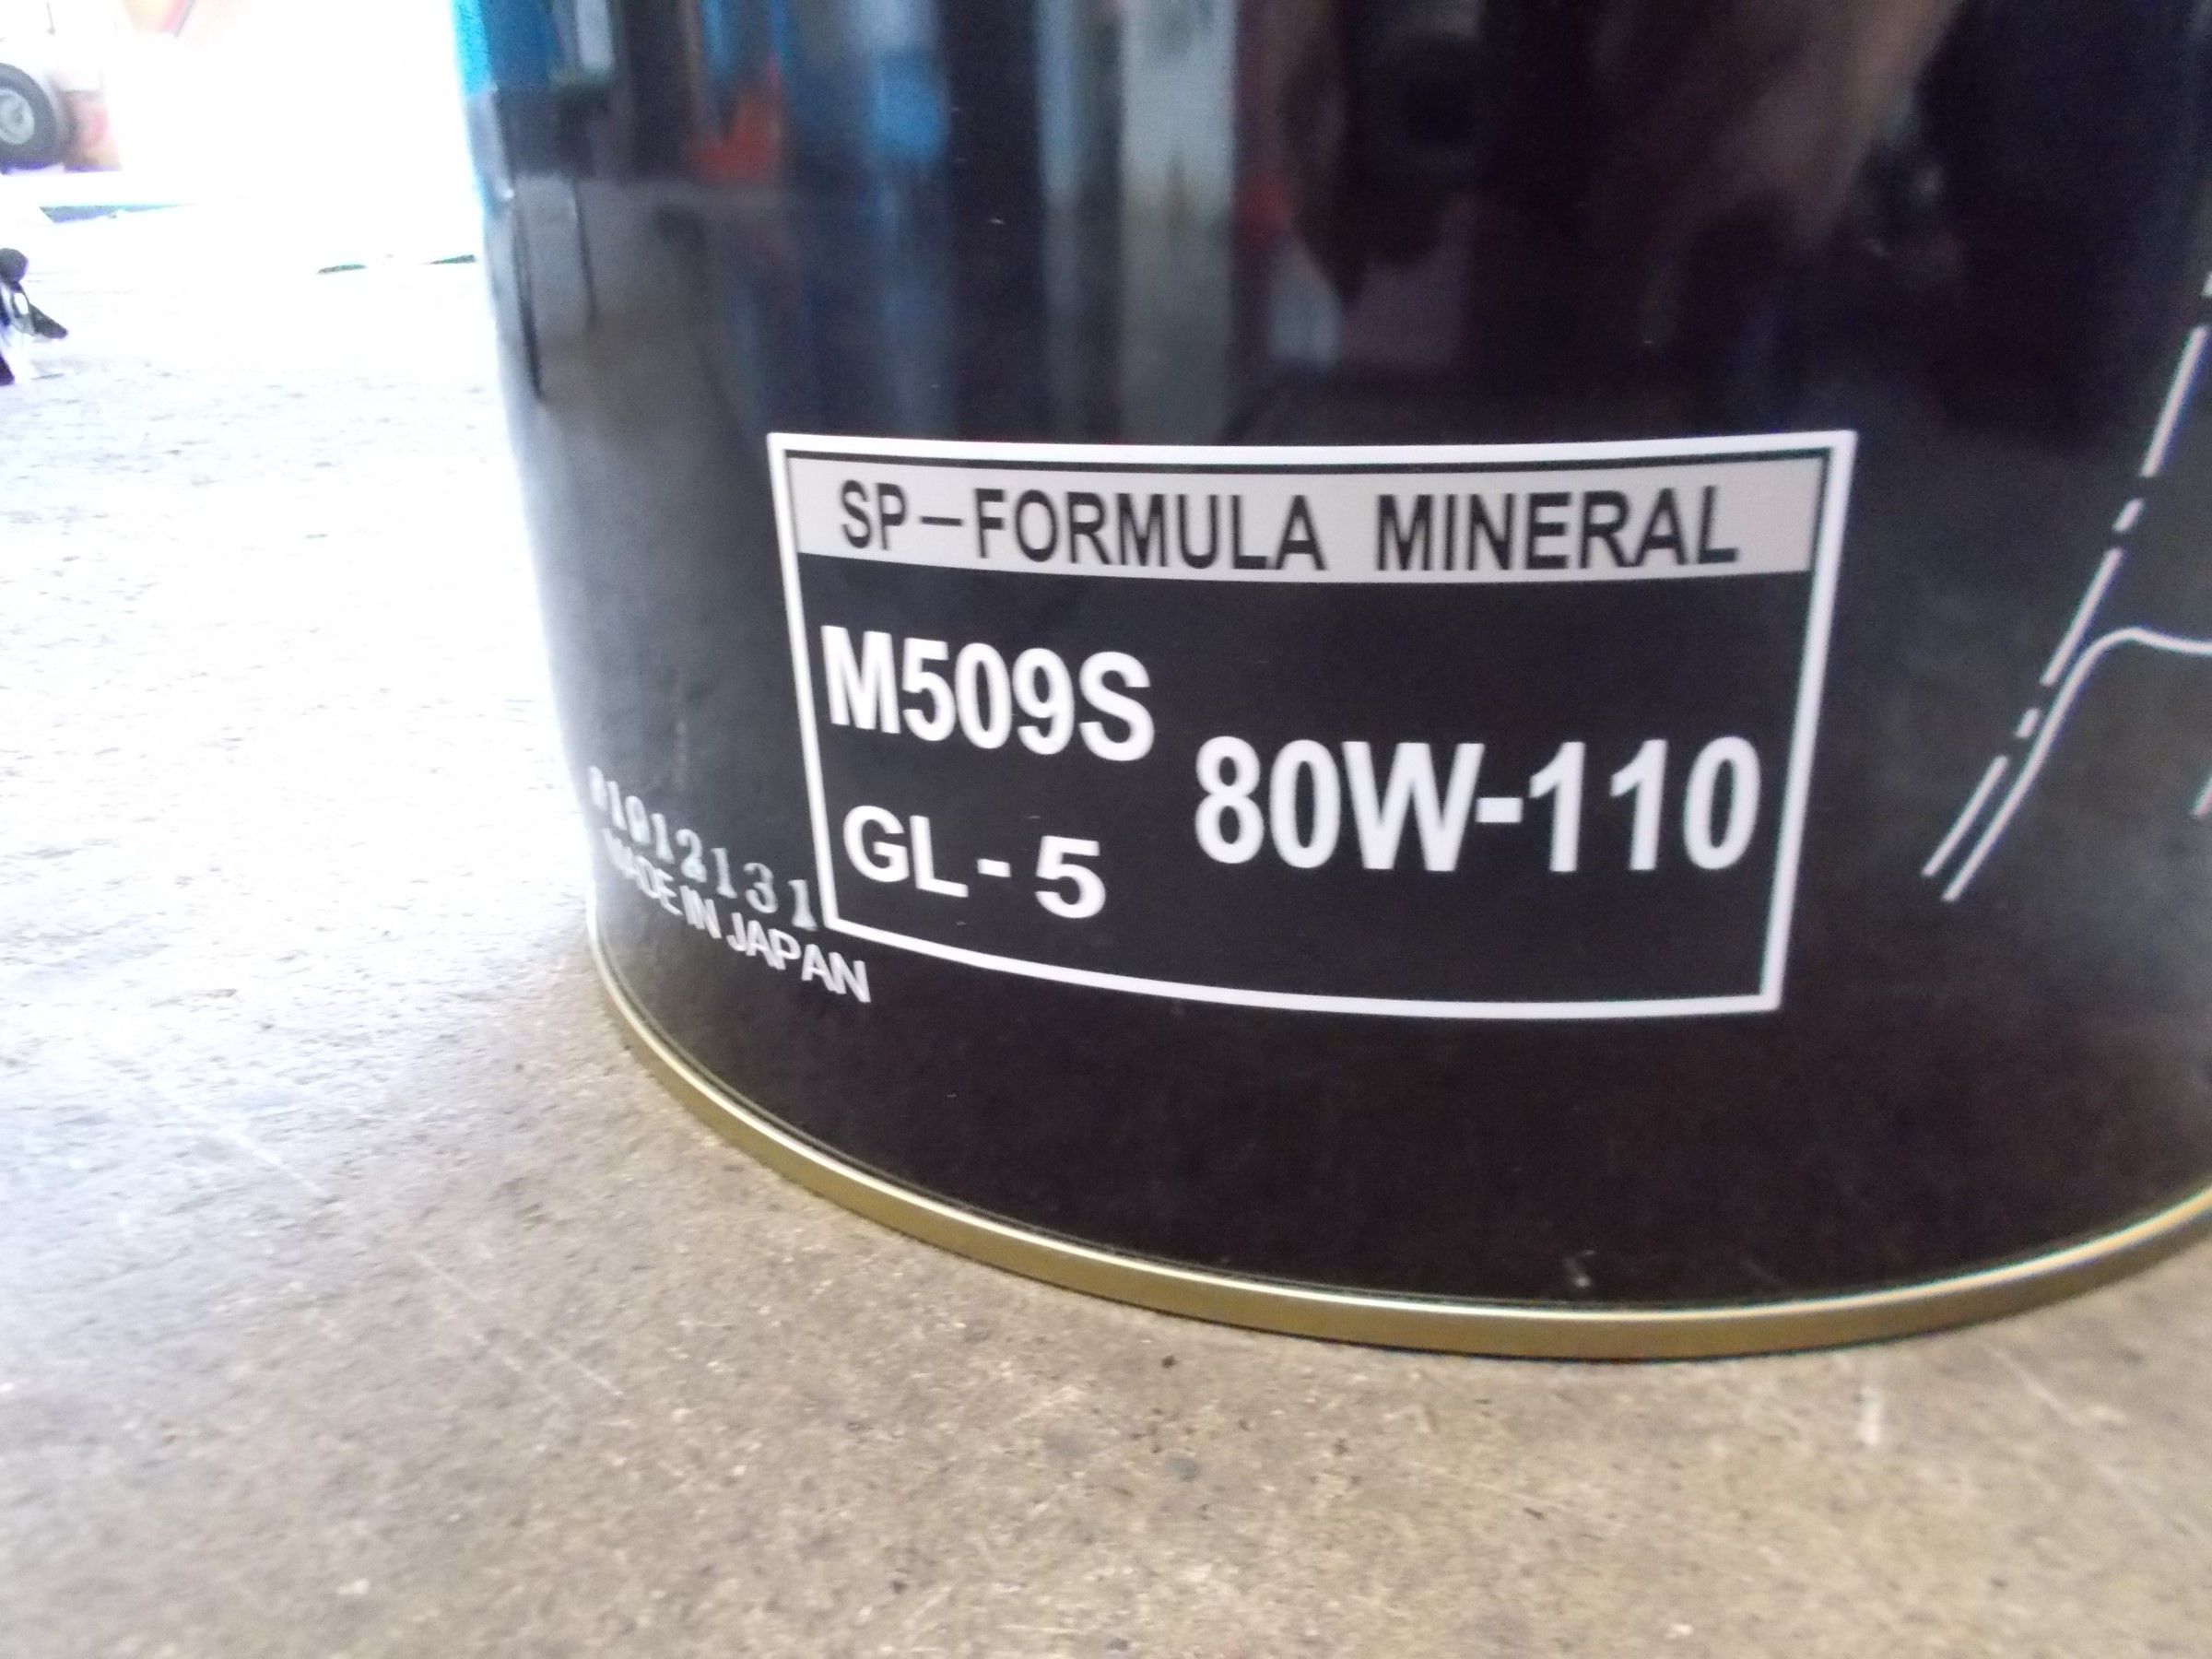 SP-FORMULA MINERAL
M509S
80W-110
GL-5
MADE IN JAPAN